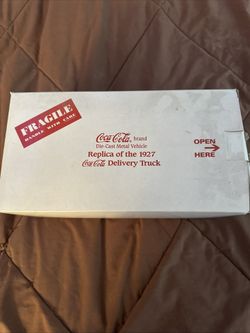 FRAGILE
HANDLE WITH CARE
Coca-Cola brand
Die-Cast Metal Vehicle
Replica of the 1927
Coca-Cola Delivery Truck
OPEN
HERE